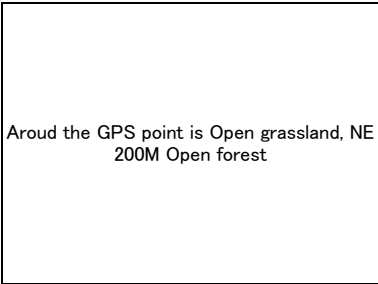 Aroud the GPS point is Open grassland, NE
200M Open forest